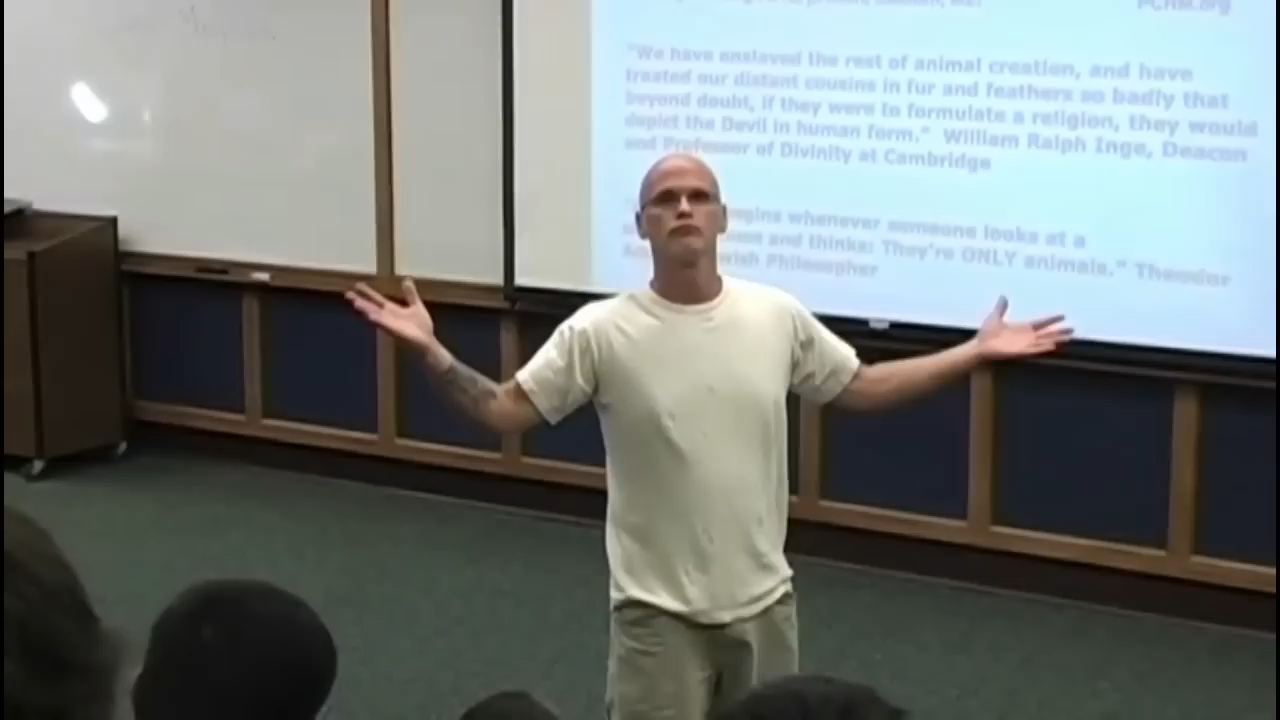 PCRM.org
"We have enslaved the rest of animal creation, and have
treated our distant cousins in fur and feathers so badly that
beyond doubt, if they were to formulate a religion, they would
depict the Devil in human form." William Ralph Inge, Deacon
and Professor of Divinity at Cambridge
whenever someone looks at a
and thinks: They're ONLY animals." Theodor
Philosopher